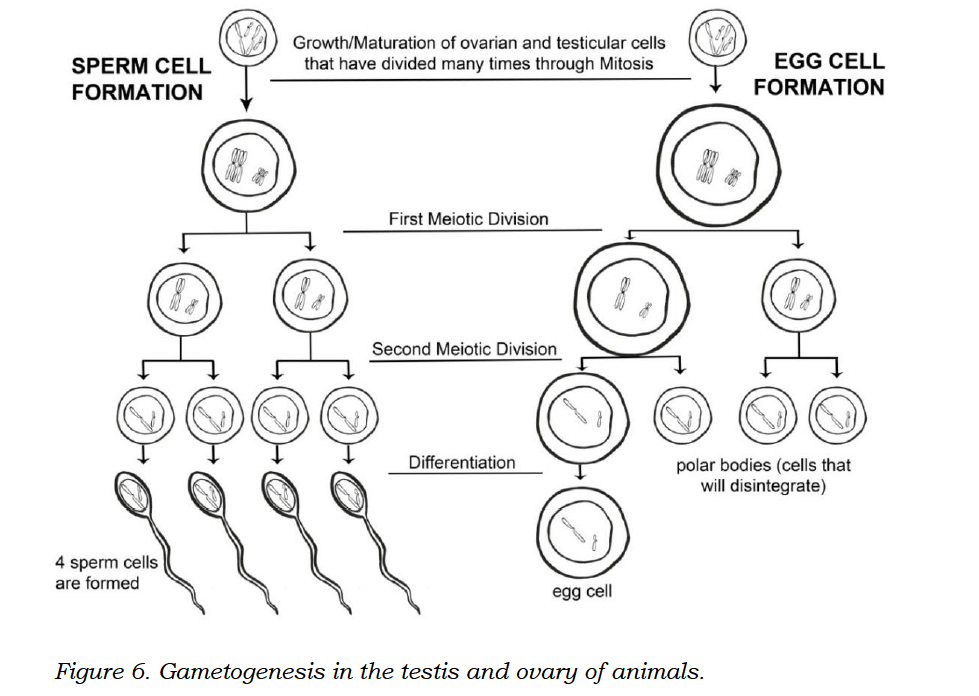 Growth/Maturation of ovarian and testicular cells
that have divided many times through Mitosis
SPERM CELL
FORMATION
EGG CELL
FORMATION
First Meiotic Division
Second Meiotic Division
Differentiation
polar bodies (cells that
will disintegrate)
4 sperm cells
are formed
egg cell
Figure 6. Gametogenesis in the testis and ovary of animals.